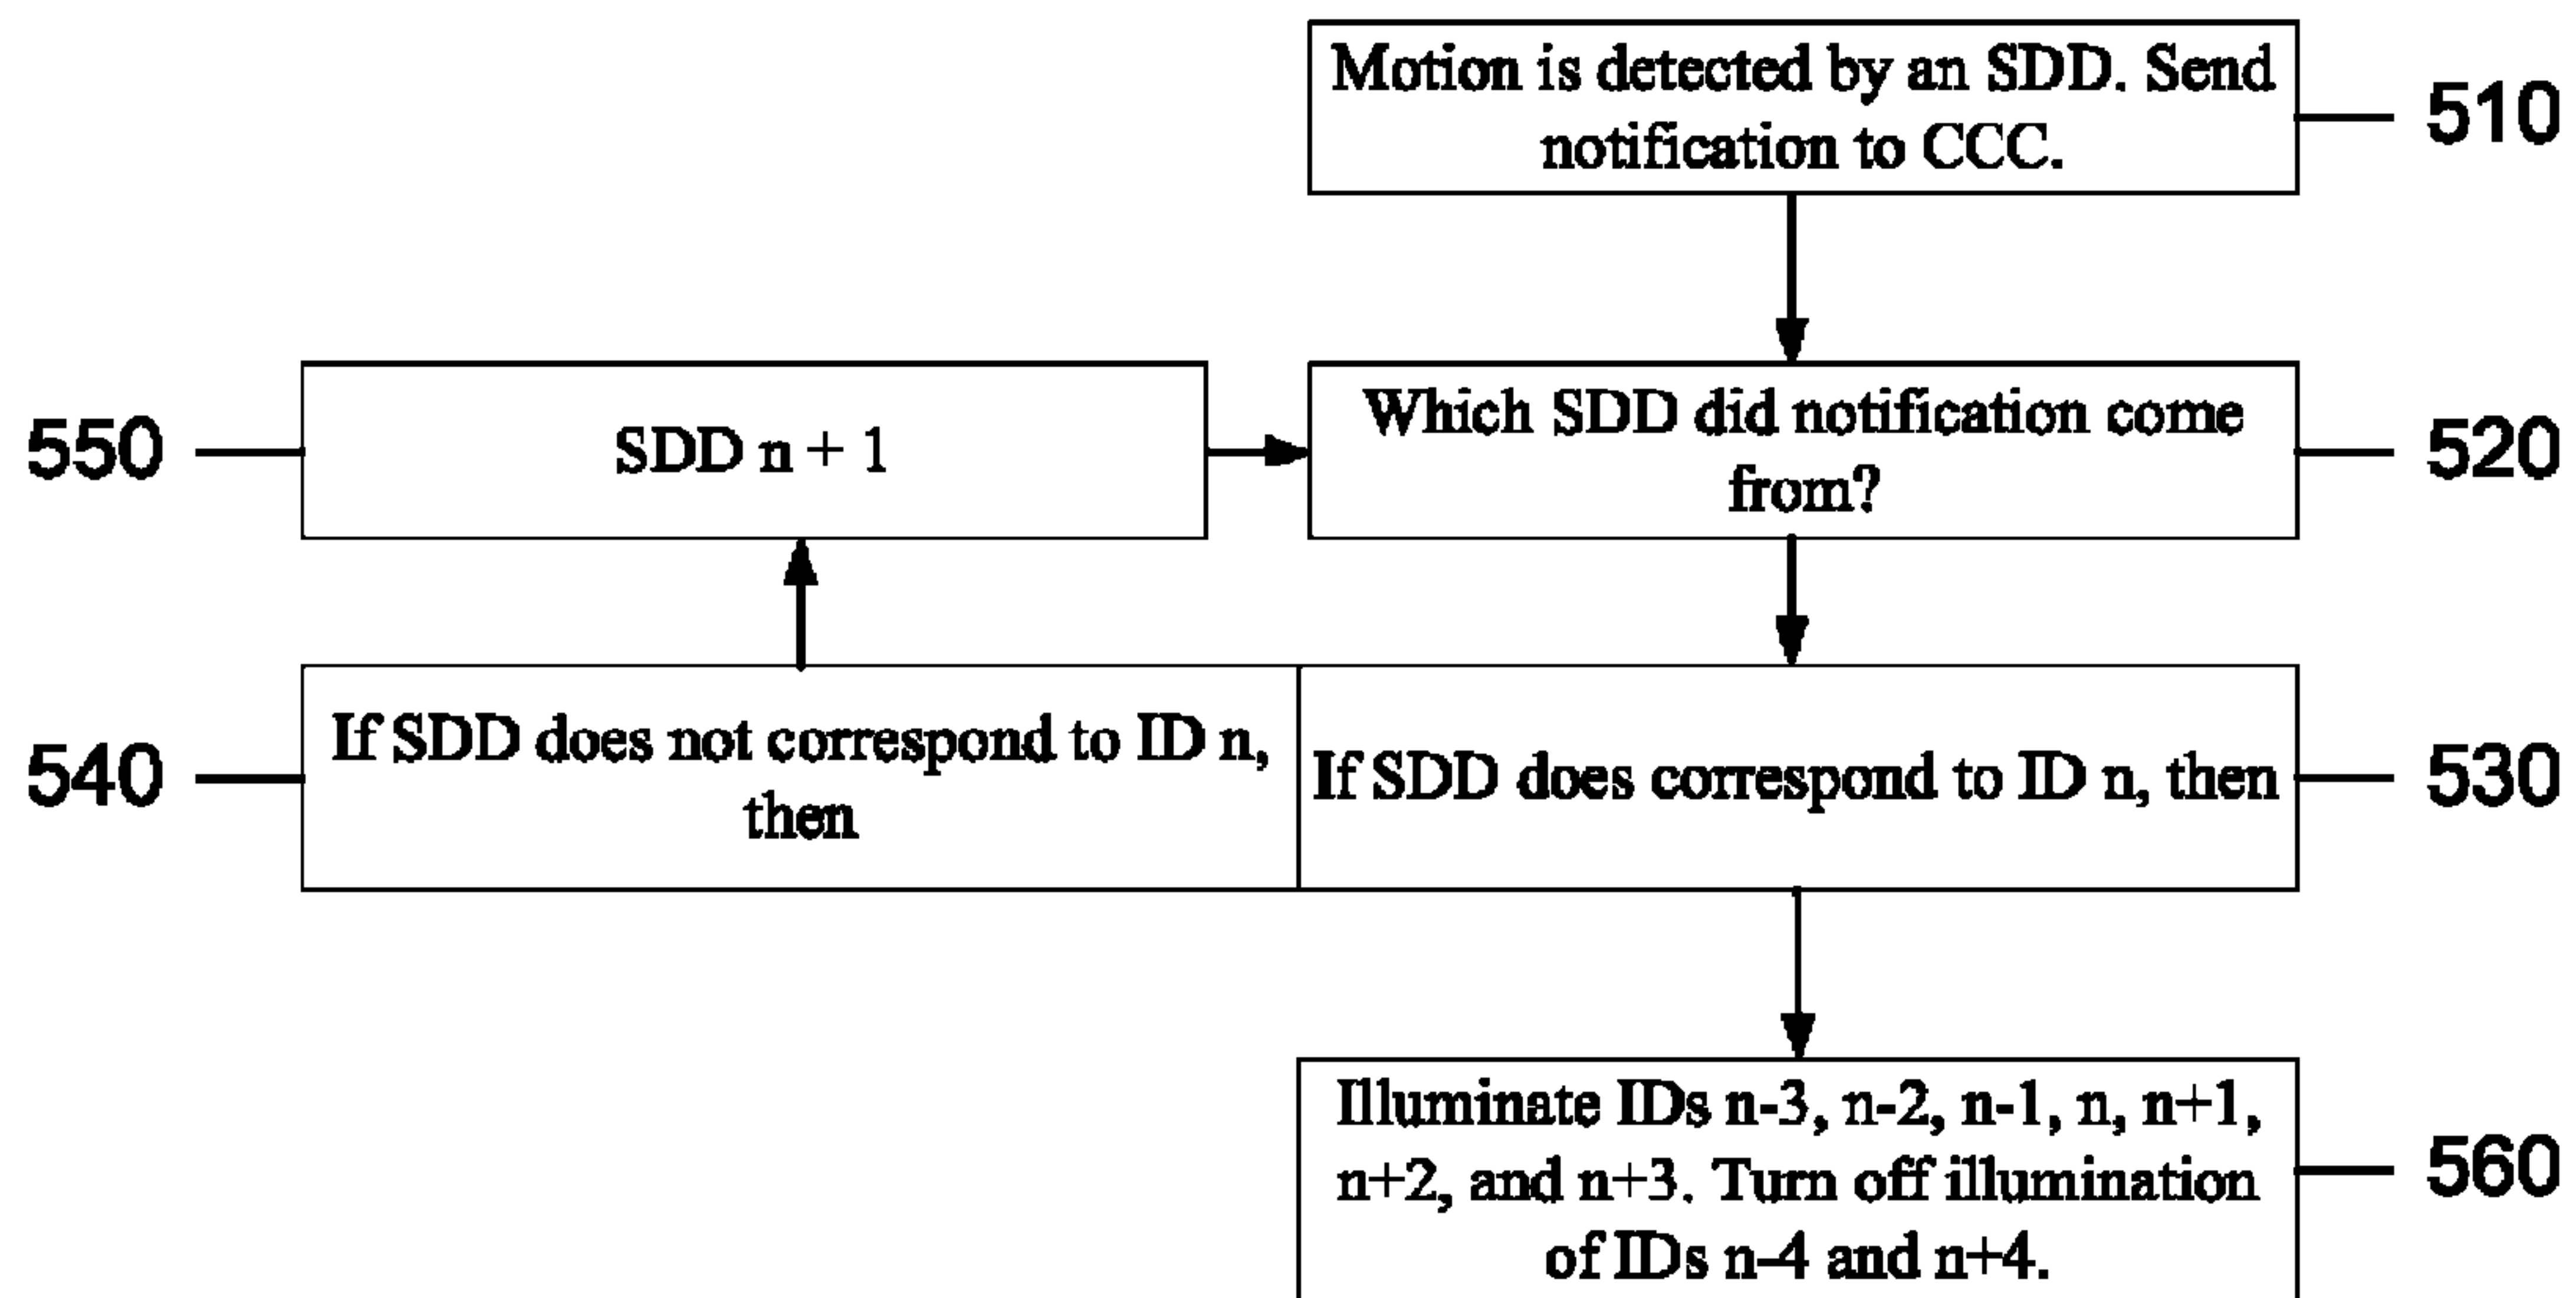 Motion is detected by an SDD. Send
notification to CCC.
510
550
SDD n + 1
Which SDD did notification come
from?
520
540
If SDD does not correspond to ID n,
then
If SDD does correspond to ID n, then
530
Illuminate IDs n-3, n-2, n-1, n, n+1,
n+2, and n+3. Turn off illumination
of IDs n-4 and n+4.
560